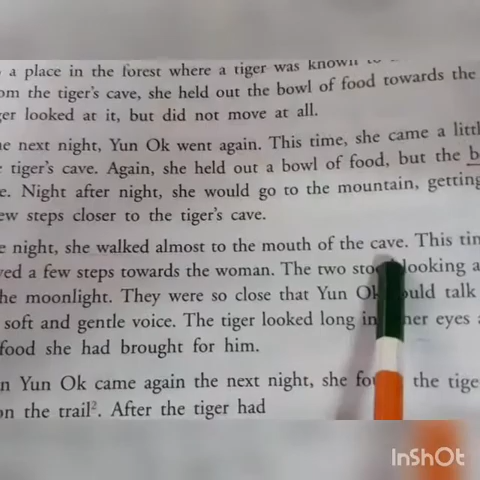 a place in the forest where a tiger was known to
om the tiger's cave, she held out the bowl of food towards the
er looked at it, but did not move at all.
e next night, Yun Ok went again. This time, she came a littl
tiger's cave. Again, she held out a bowl of food, but the b
e. Night after night, she would go to the mountain, getting
ew steps closer to the tiger's cave.
e night, she walked almost to the mouth of the cave. This tim
ved a few steps towards the woman. The two stoo looking a
he moonlight. They were so close that Yun Ok ould talk
soft and gentle voice. The tiger looked long in her eyes a
food she had brought for him.
n Yun Ok came again the next night, she fou the tige
on the trail². After the tiger had
InShOt